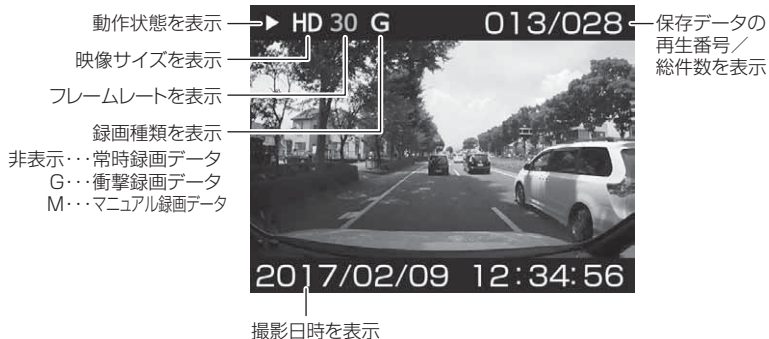 動作状態を表示
映像サイズを表示
フレームレートを表示
録画種類を表示
非表示･･･常時録画データ
G･･･衝撃録画データ
M･･･マニュアル録画データ
HD 30 G 013/028
保存データの
再生番号／
総件数を表示
2017/02/09 12:34:56
撮影日時を表示